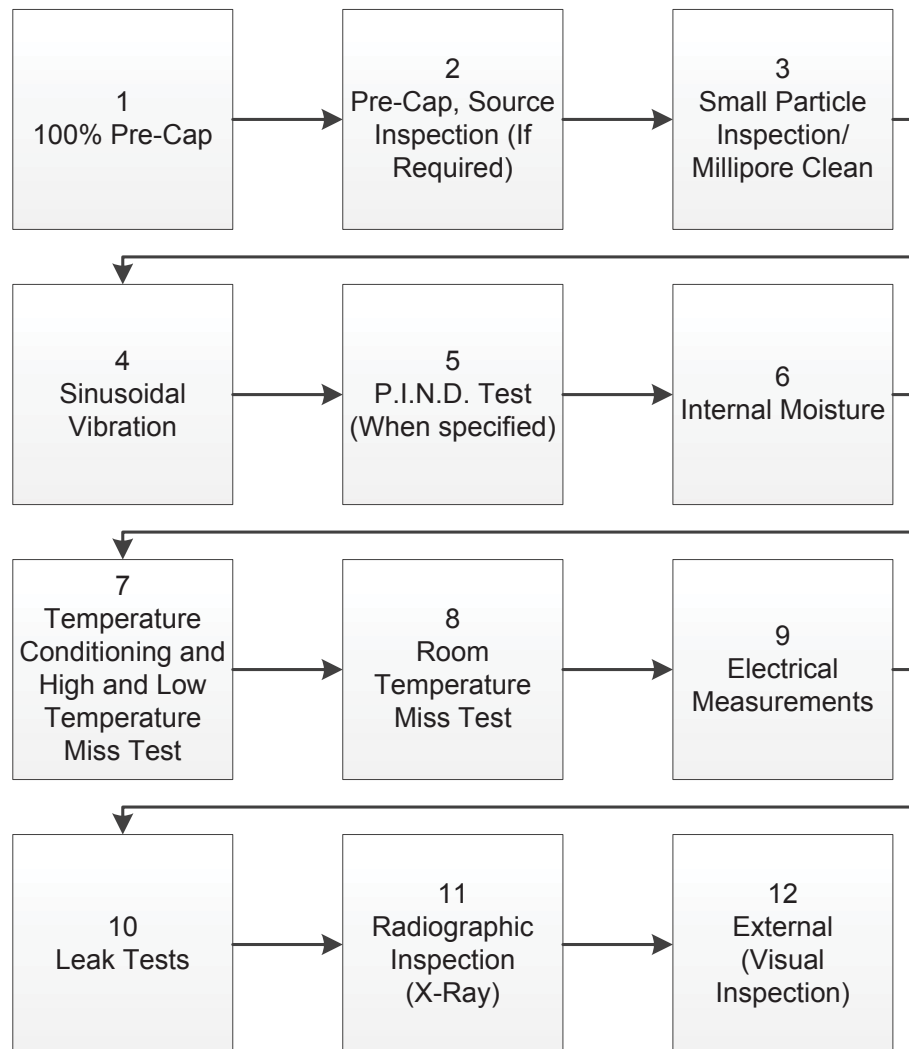 1
100% Pre-Cap
2
Pre-Cap, Source
Inspection (If
Required)
3
Small Particle
Inspection/
Millipore Clean
4
Sinusoidal
Vibration
5
P.I.N.D. Test
(When specified)
6
Internal Moisture
7
Temperature
Conditioning and
High and Low
Temperature
Miss Test
8
Room
Temperature
Miss Test
9
Electrical
Measurements
10
Leak Tests
11
Radiographic
Inspection
(X-Ray)
12
External
(Visual
Inspection)